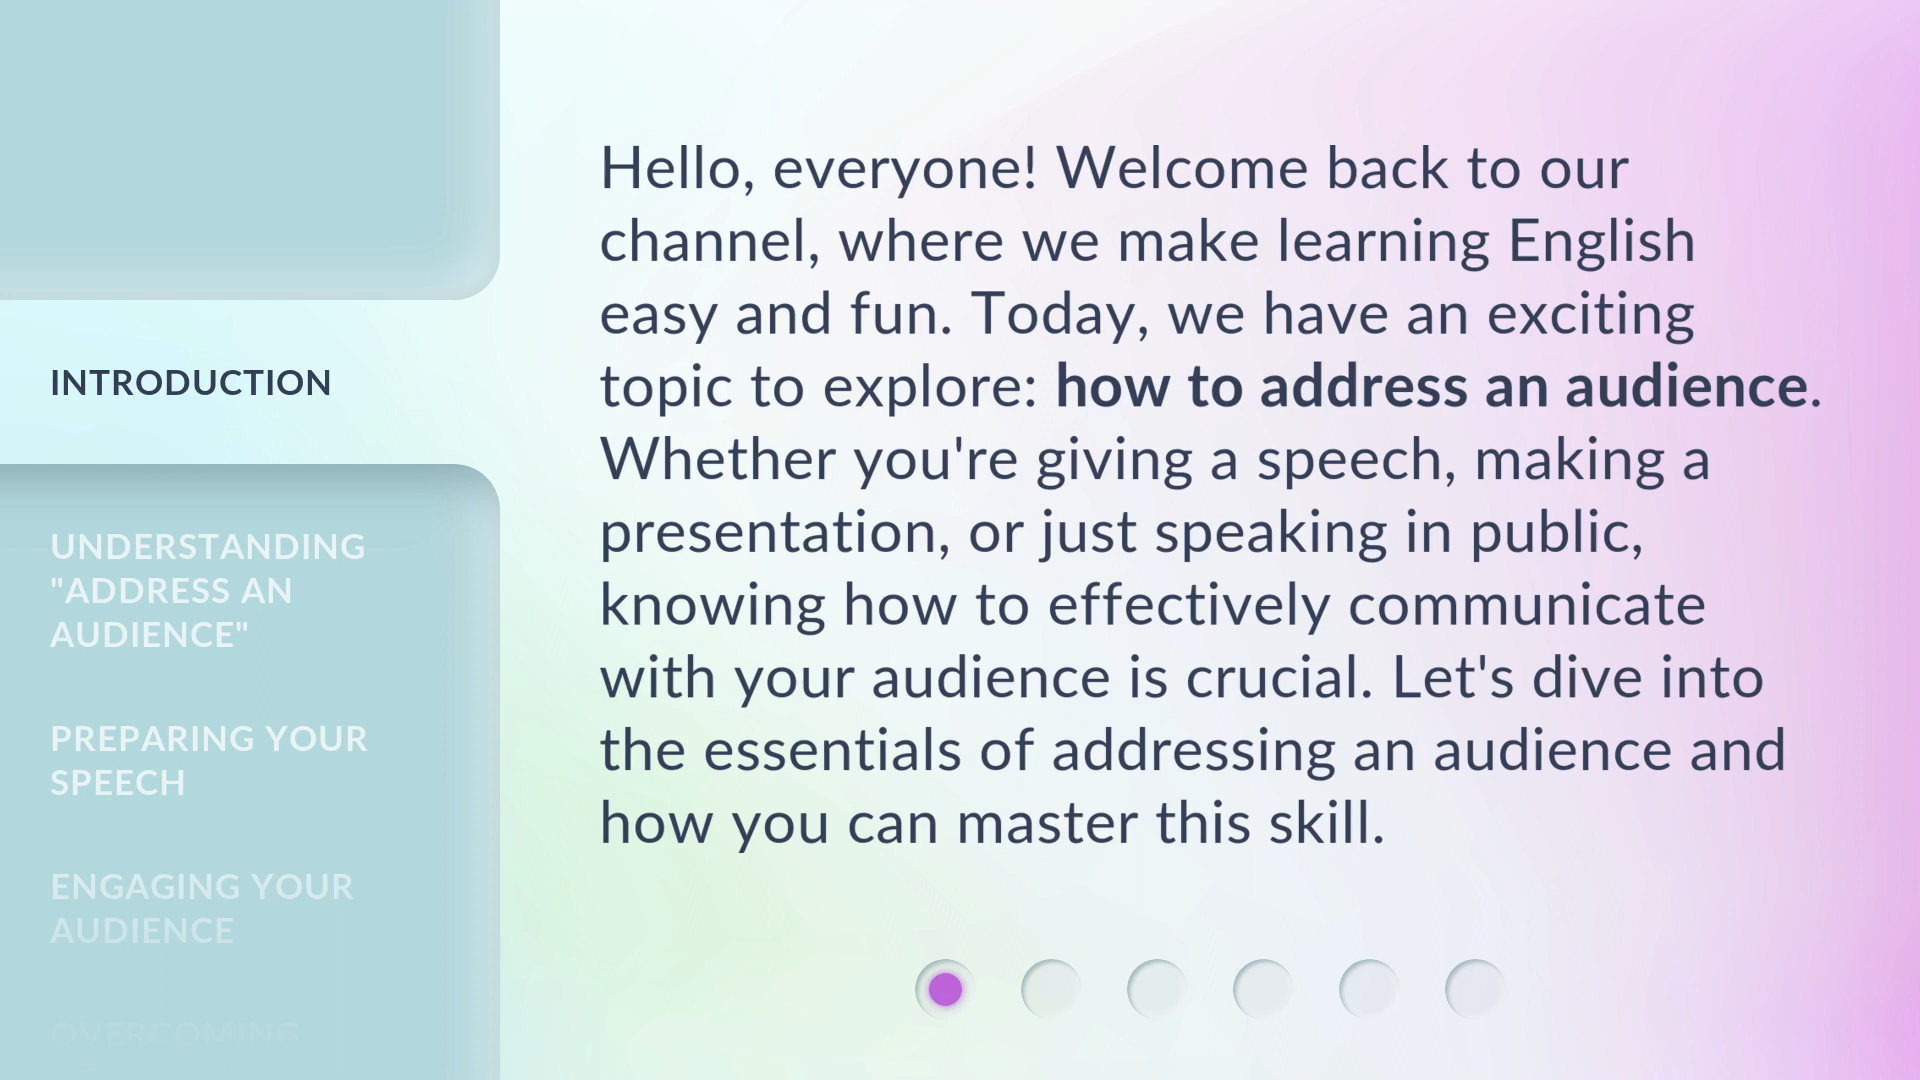 INTRODUCTION
UNDERSTANDING
"ADDRESS AN
AUDIENCE"
PREPARING YOUR
SPEECH
ENGAGING YOUR
AUDIENCE
OVERCOMING
Hello, everyone! Welcome back to our
channel, where we make learning English
easy and fun. Today, we have an exciting
topic to explore: how to address an audience.
Whether you're giving a speech, making a
presentation, or just speaking in public,
knowing how to effectively communicate
with your audience is crucial. Let's dive into
the essentials of addressing an audience and
how you can master this skill.